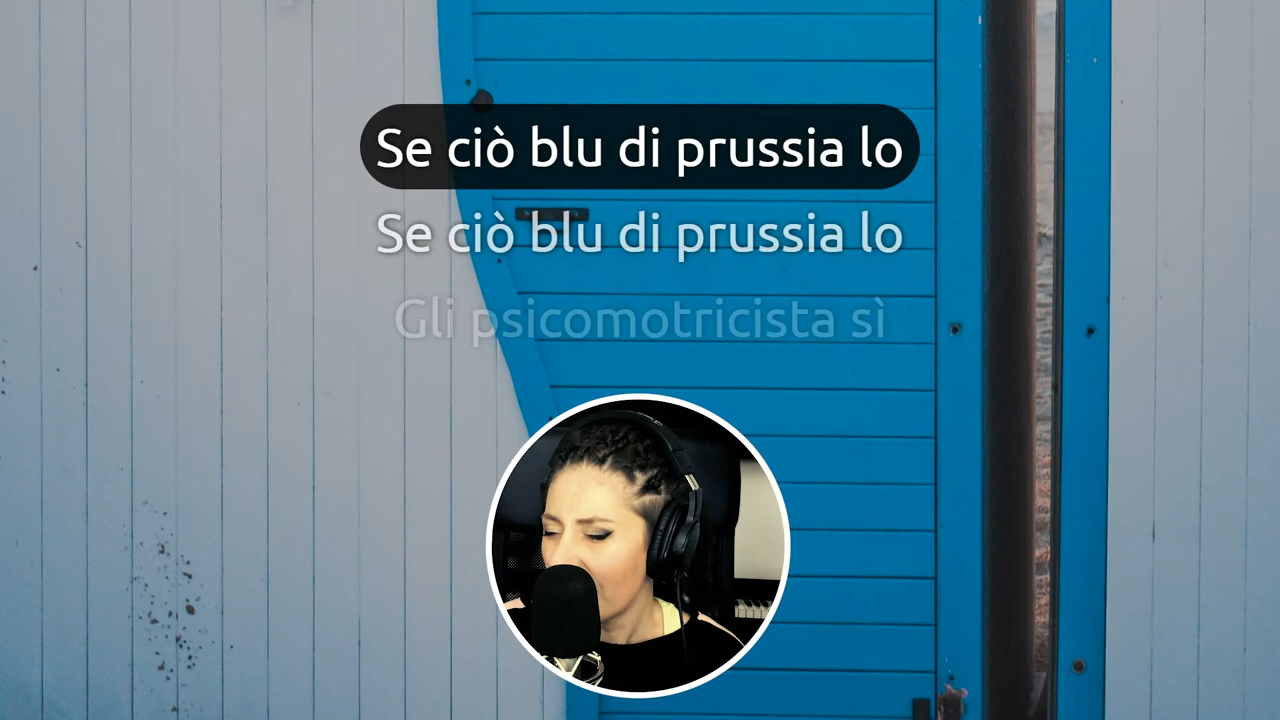 Se ciò blu di prussia lo
Se ciò blu di prussia lo
Gli psicomotricista sì